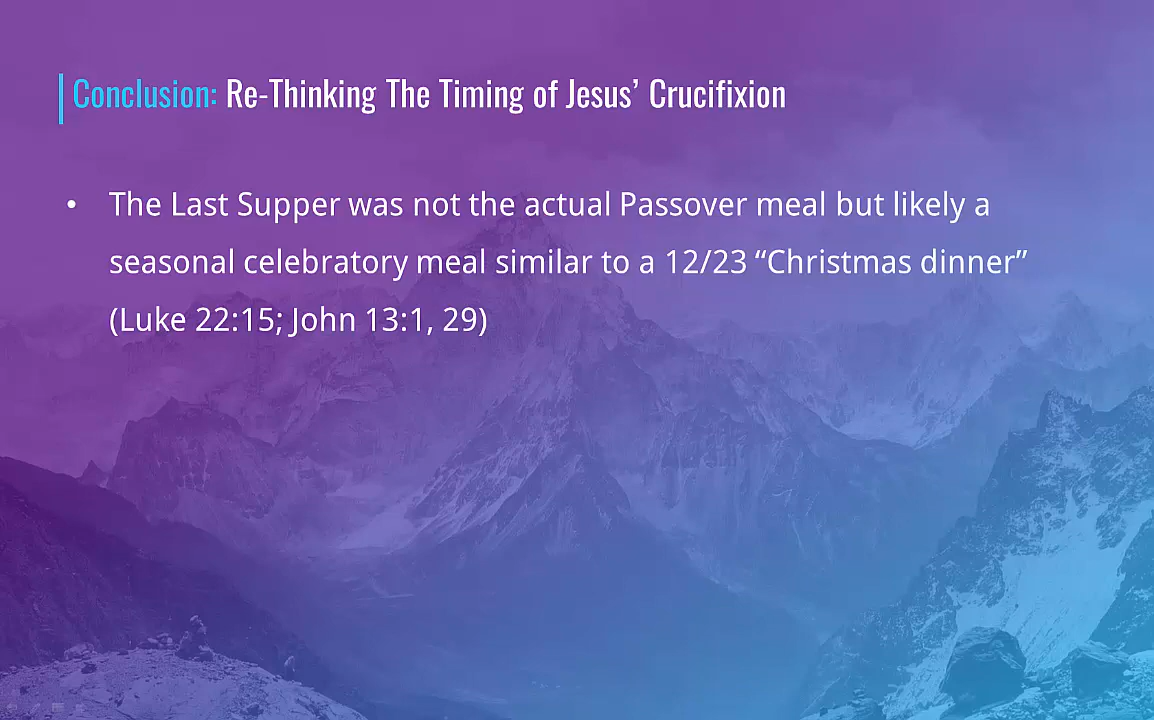 Conclusion: Re-Thinking The Timing of Jesus’ Crucifixion
• The Last Supper was not the actual Passover meal but likely a
seasonal celebratory meal similar to a 12/23 “Christmas dinner”
(Luke 22:15; John 13:1, 29)